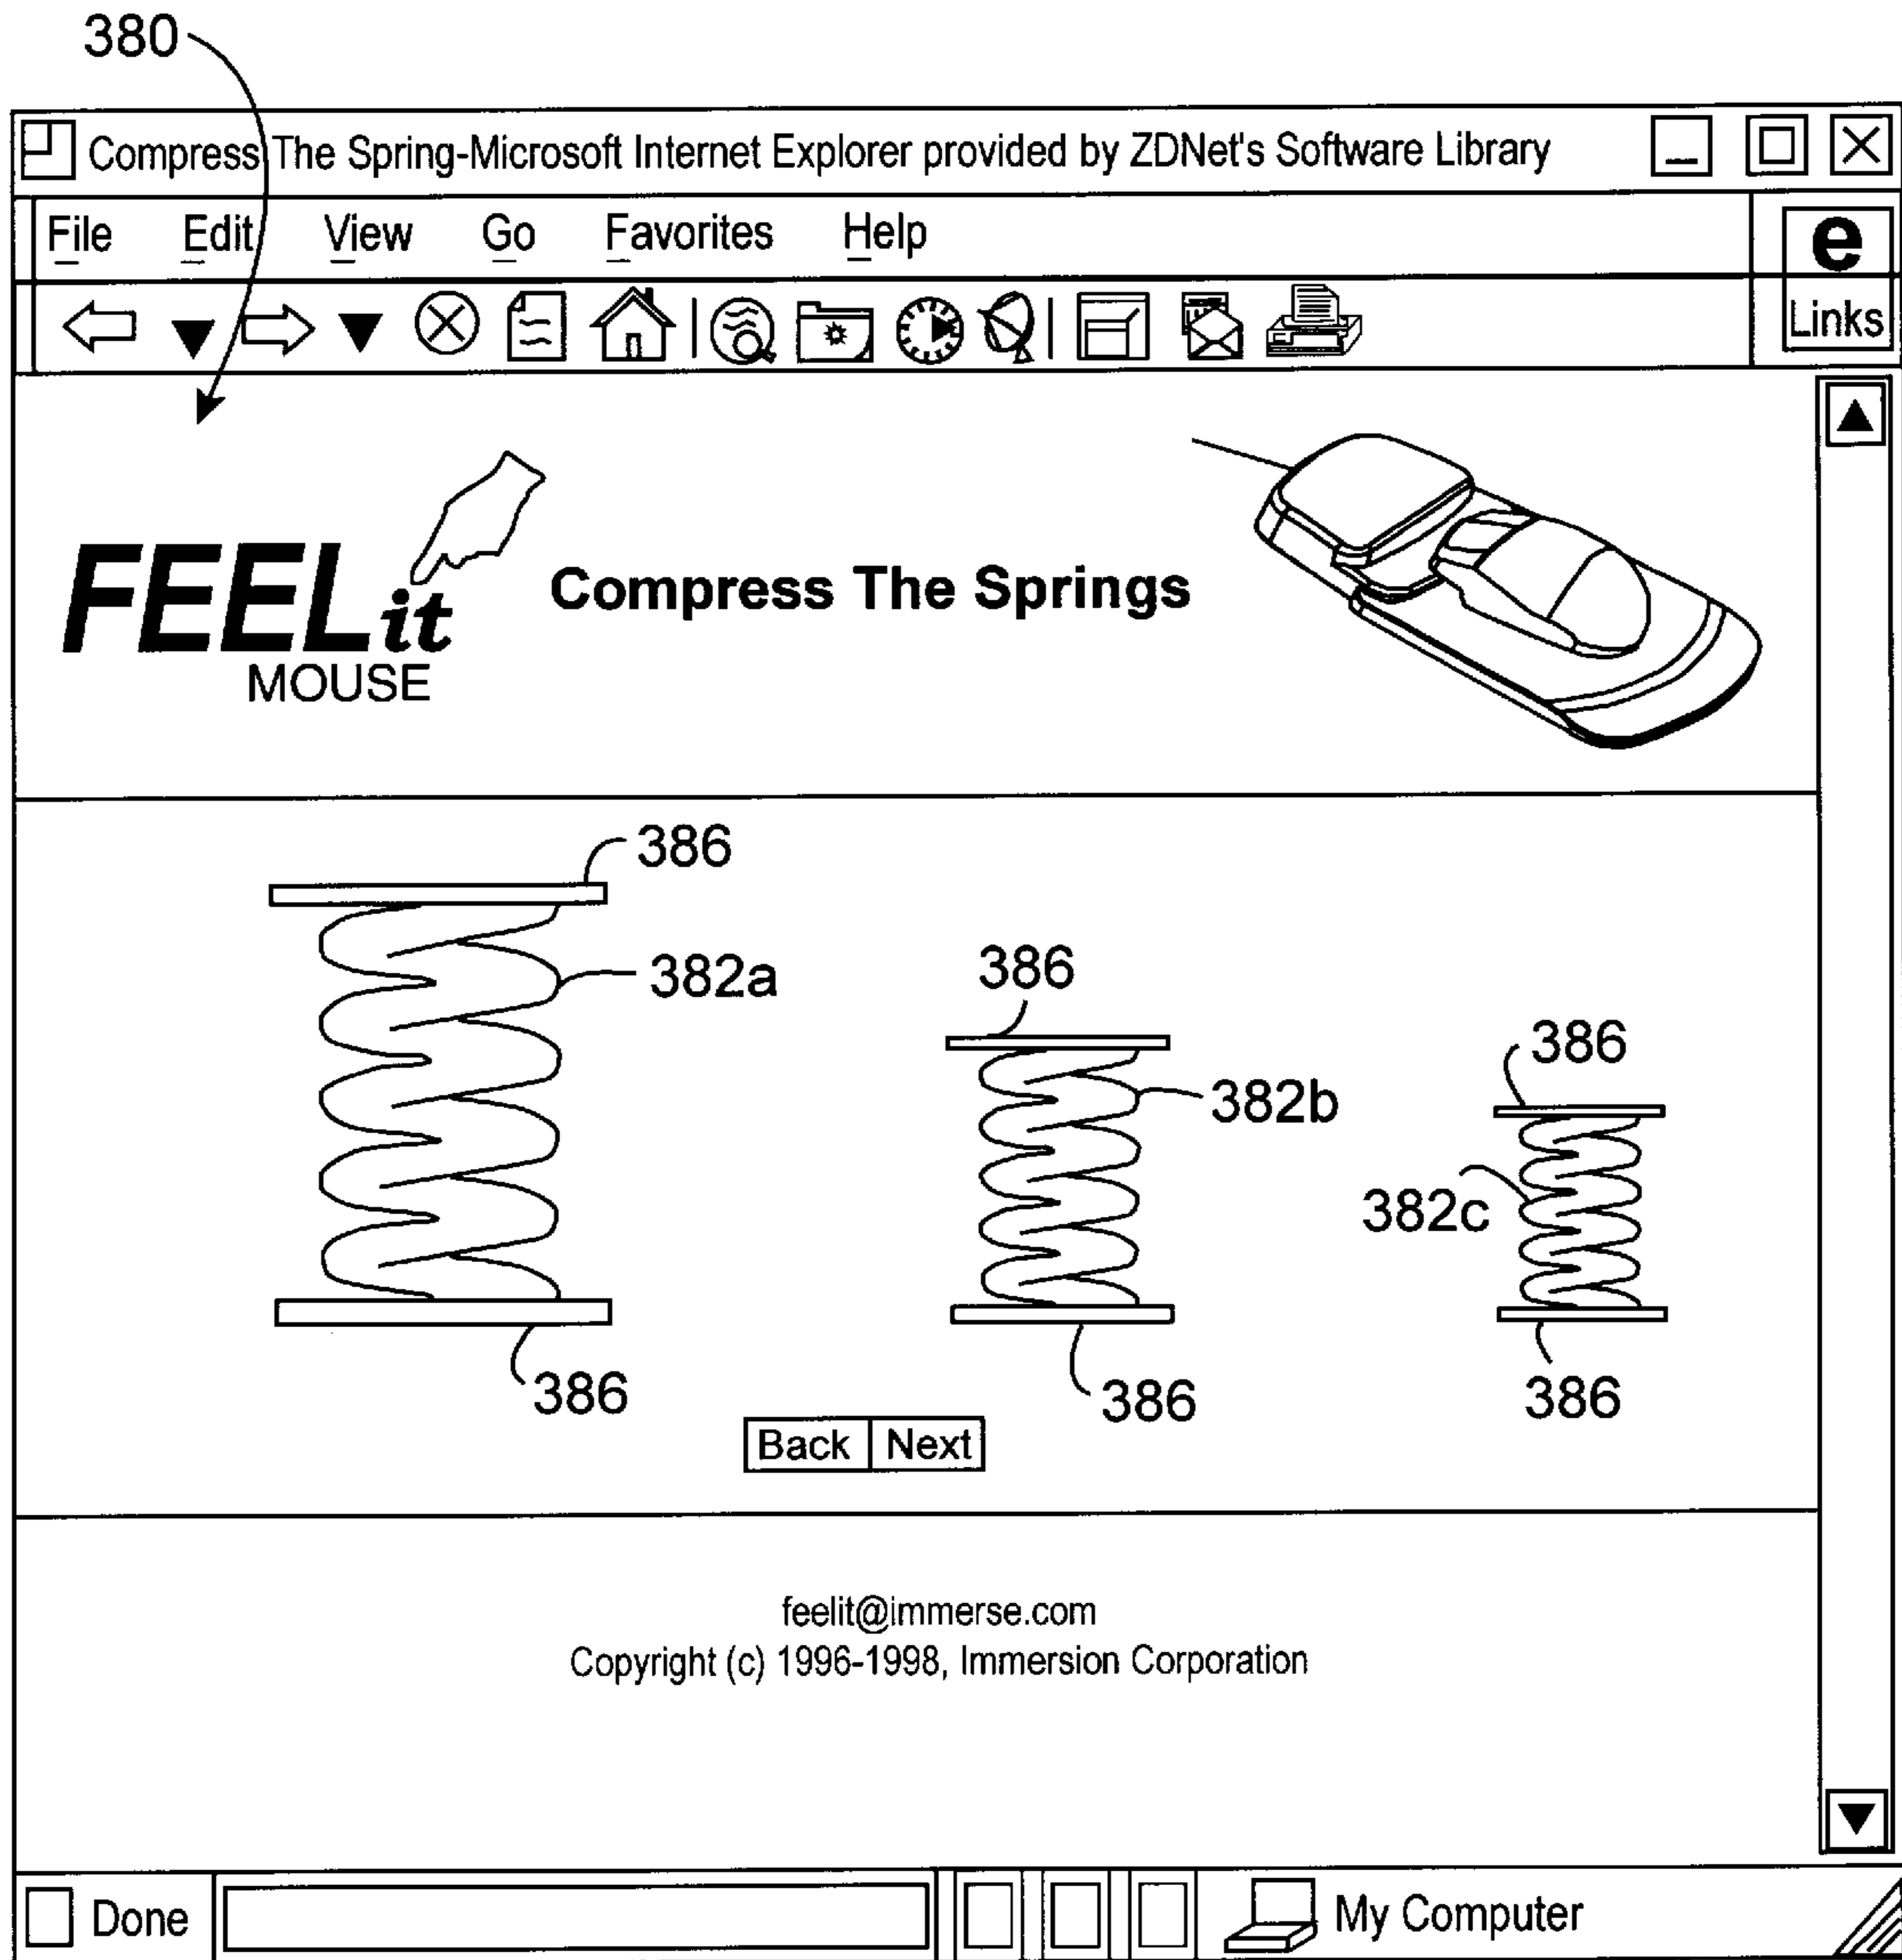 380
Compress The Spring-Microsoft Internet Explorer provided by ZDNet's Software Library
File Edit View Go Favorites Help
e
Links
FEELit
MOUSE
Compress The Springs
386
382a
386
382b
386
382c
386
386
386
Back Next
feelit@immerse.com
Copyright (c) 1996-1998, Immersion Corporation
Done
My Computer